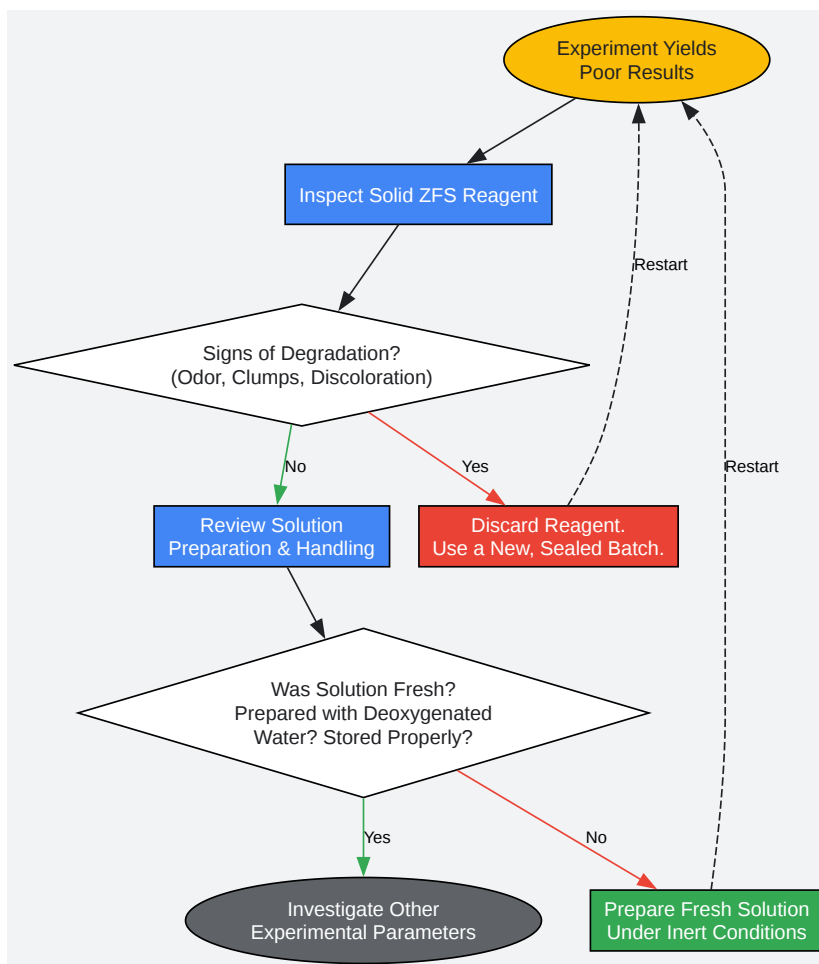 Experiment Yields
Poor Results
Inspect Solid ZFS Reagent
Restart
Signs of Degradation?
(Odor, Clumps, Discoloration)
No
Yes
Restart
Review Solution
Preparation & Handling
Discard Reagent.
Use a New, Sealed Batch.
Was Solution Fresh?
Prepared with Deoxygenated
Water? Stored Properly?
Yes
No
Investigate Other
Experimental Parameters
Prepare Fresh Solution
Under Inert Conditions